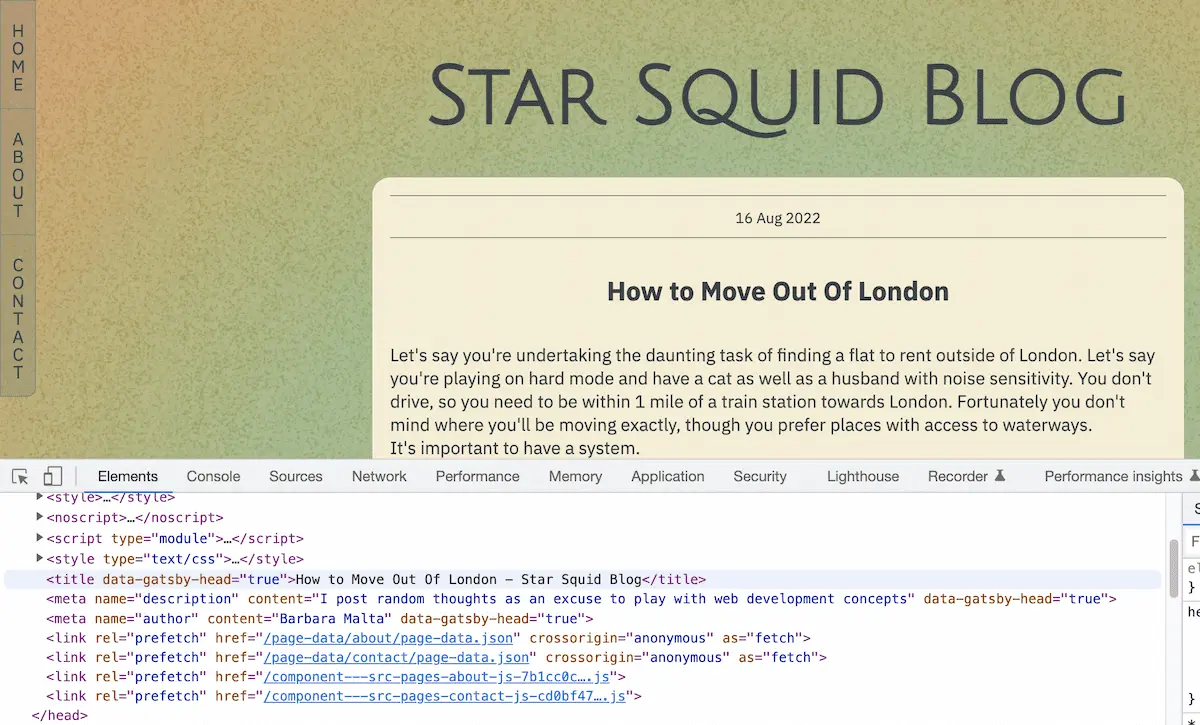 HOME
ABOUT
CONTACT
STAR SQUID BLOG
16 Aug 2022
How to Move Out Of London
Let's say you're undertaking the daunting task of finding a flat to rent outside of London. Let's say
you're playing on hard mode and have a cat as well as a husband with noise sensitivity. You don't
drive, so you need to be within 1 mile of a train station towards London. Fortunately you don't
mind where you'll be moving exactly, though you prefer places with access to waterways.
It's important to have a system.
Elements Console Sources Network Performance Memory Application Security Lighthouse Recorder Performance insights
<style>…</style>
<noscript>…</noscript>
<script type="module">…</script>
<style type="text/css">…</style>
<title data-gatsby-head="true">How to Move Out Of London – Star Squid Blog</title>
<meta name="description" content="I post random thoughts as an excuse to play with web development concepts" data-gatsby-head="true">
<meta name="author" content="Barbara Malta" data-gatsby-head="true">
<link rel="prefetch" href="/page-data/about/page-data.json" crossorigin="anonymous" as="fetch">
<link rel="prefetch" href="/page-data/contact/page-data.json" crossorigin="anonymous" as="fetch">
<link rel="prefetch" href="/component---src-pages-about-js-7b1cc0c….js">
<link rel="prefetch" href="/component---src-pages-contact-js-cd0bf47….js">
</head>
}
}